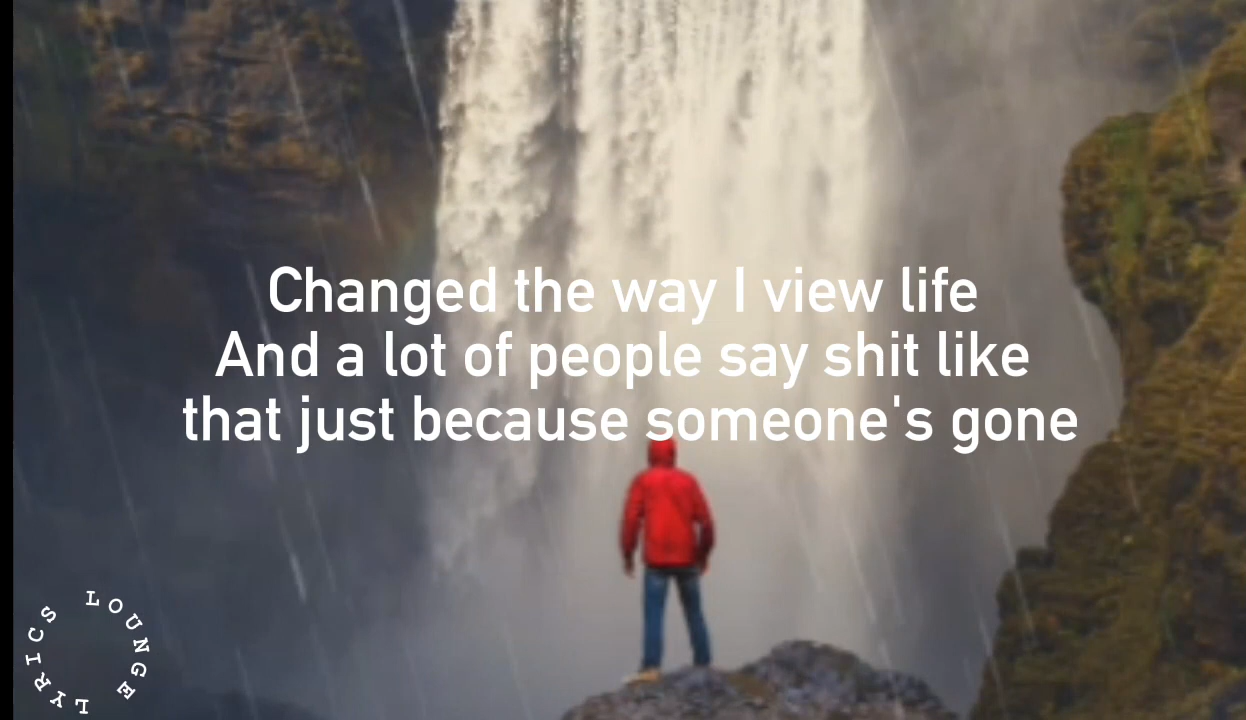 Changed the way I view life
And a lot of people say shit like
that just because someone's gone
LYRICS LOUNGE